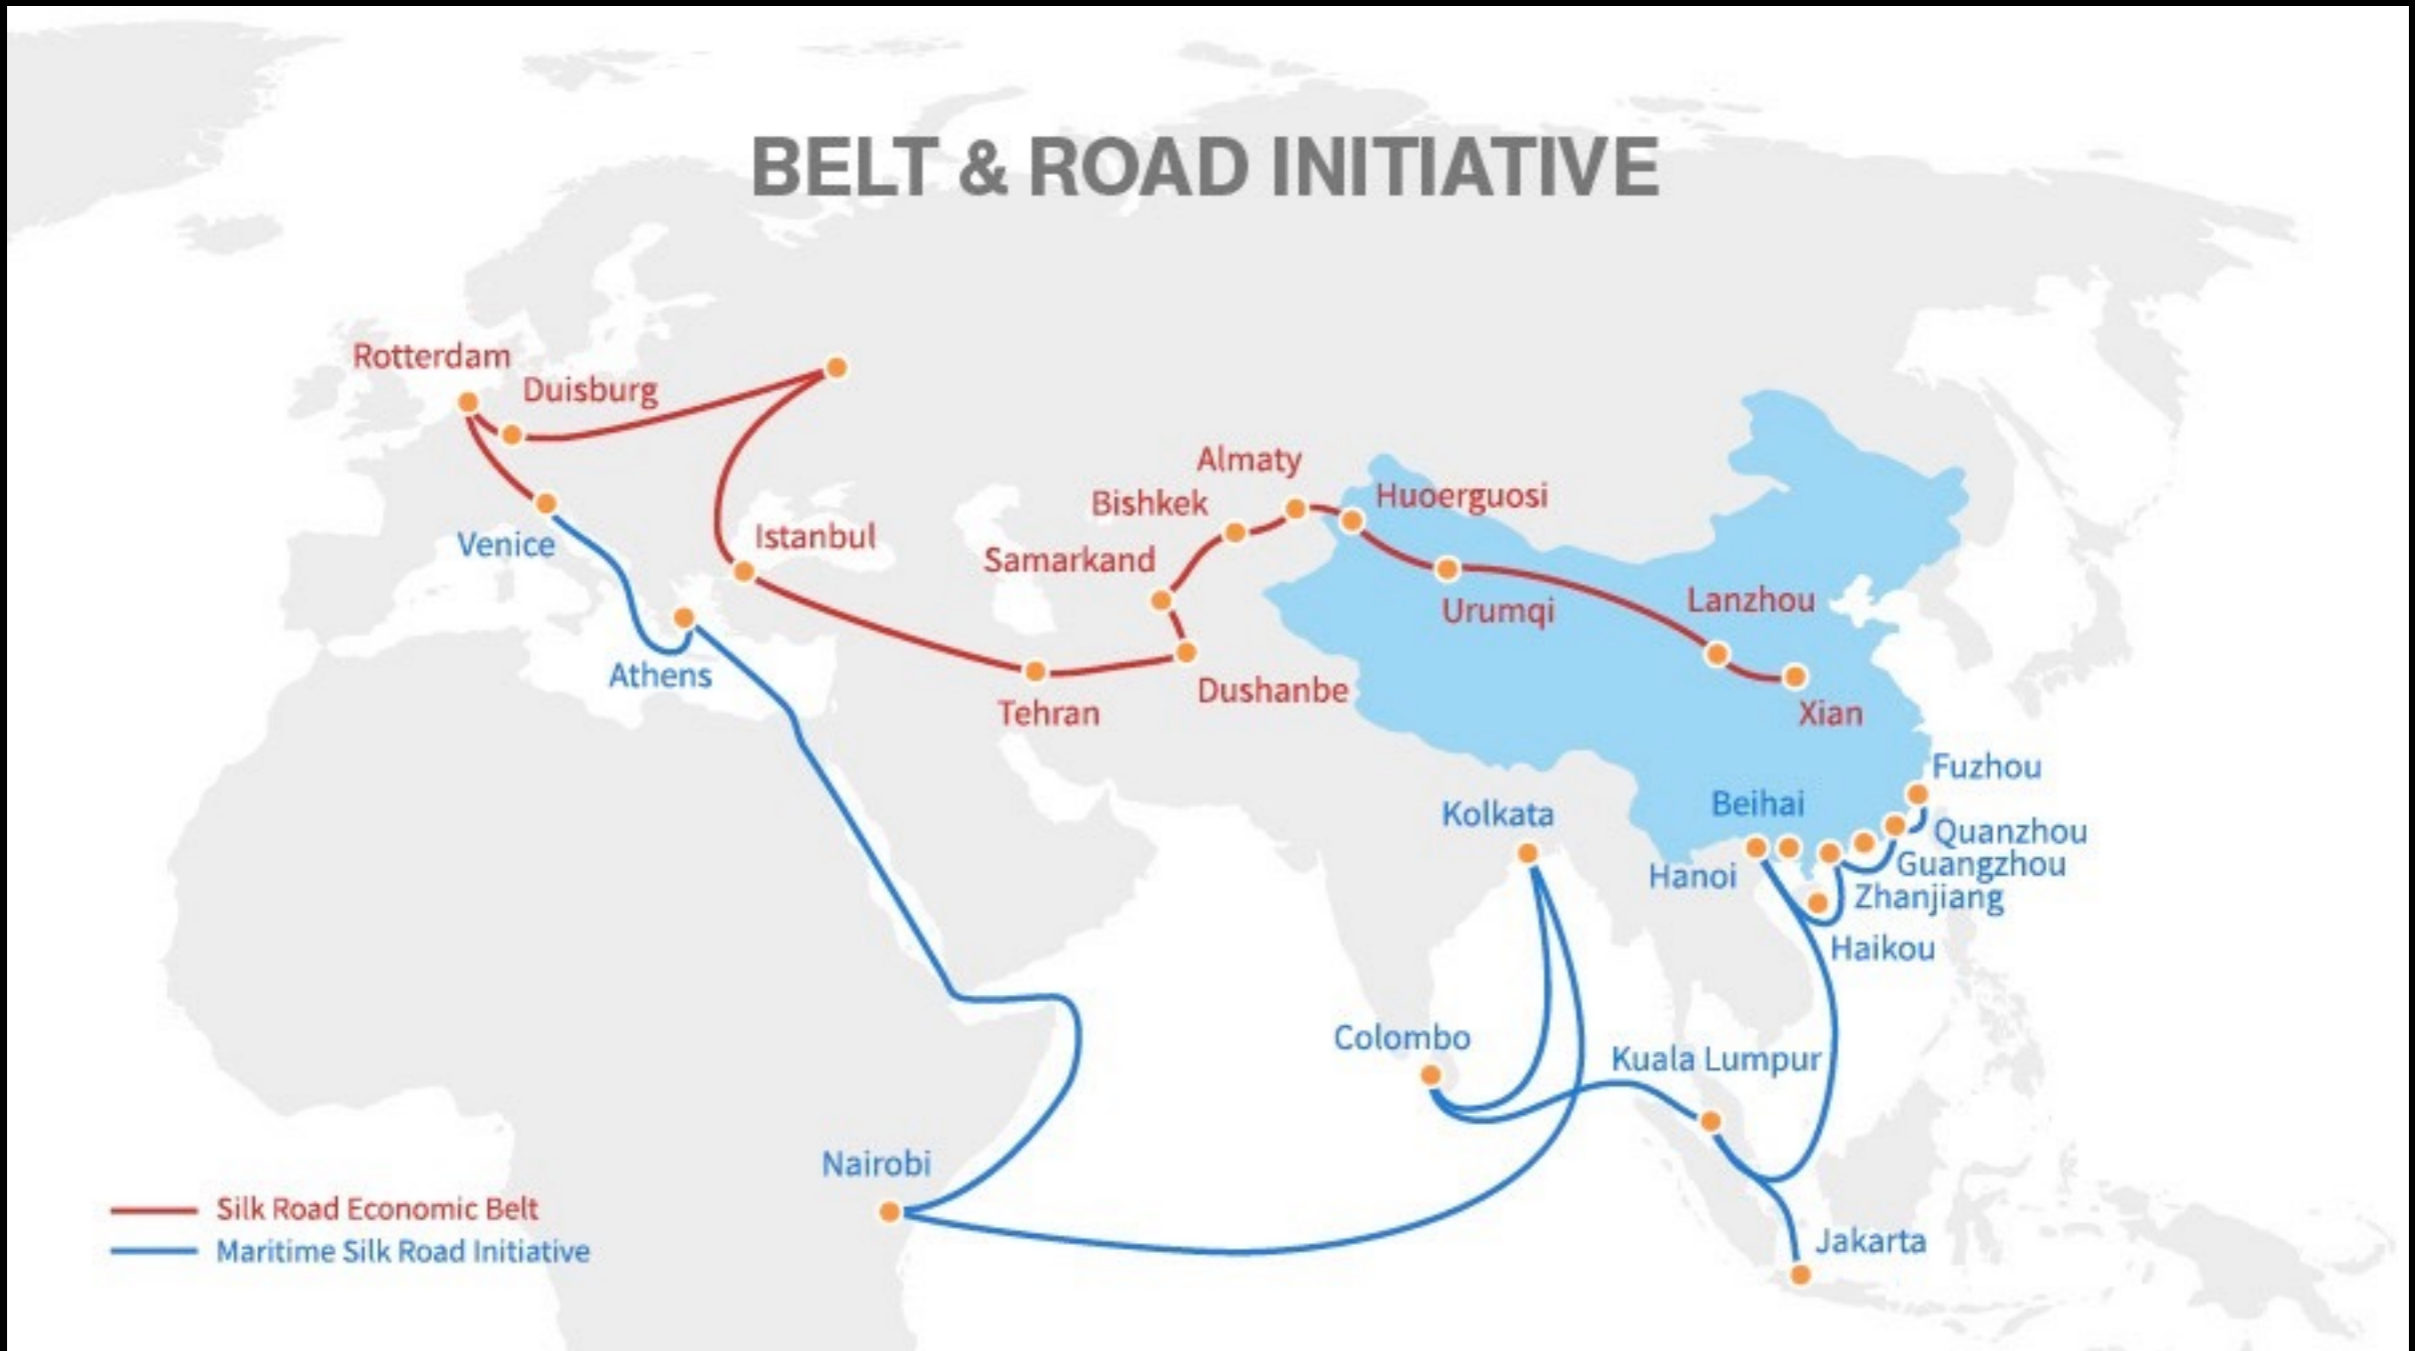 BELT & ROAD INITIATIVE
Rotterdam
Duisburg
Almaty
Huoerguosi
Bishkek
Istanbul
Venice
Samarkand
Lanzhou
Urumqi
Athens
Dushanbe
Tehran
Xian
Fuzhou
Beihai
Kolkata
Quanzhou
Guangzhou
Hanoi
Zhanjiang
Haikou
Colombo
Kuala Lumpur
Nairobi
Silk Road Economic Belt
Jakarta
Maritime Silk Road Initiative